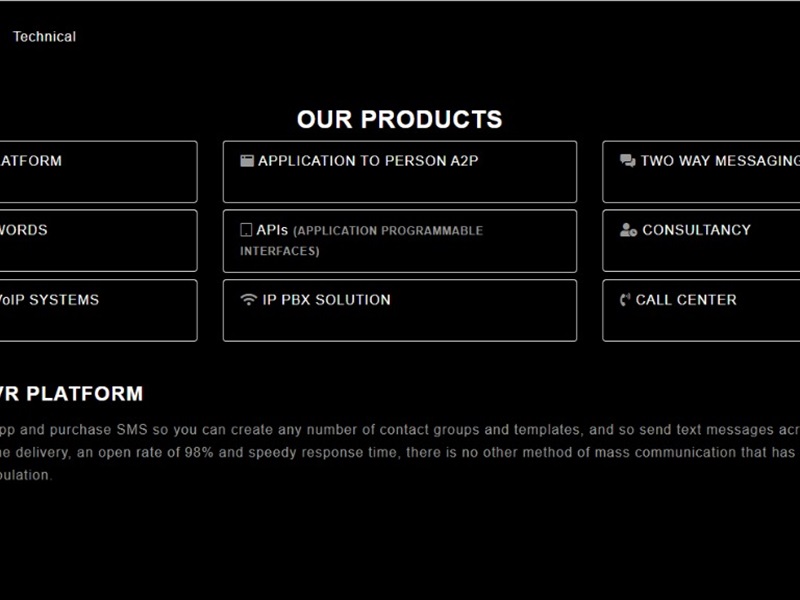 Technical
OUR PRODUCTS
ATFORM
APPLICATION TO PERSON A2P
TWO WAY MESSAGING
WORDS
APIs (APPLICATION PROGRAMMABLE
INTERFACES)
CONSULTANCY
VoIP SYSTEMS
IP PBX SOLUTION
CALL CENTER
VR PLATFORM
pp and purchase SMS so you can create any number of contact groups and templates, and so send text messages acr
ne delivery, an open rate of 98% and speedy response time, there is no other method of mass communication that has
pulation.